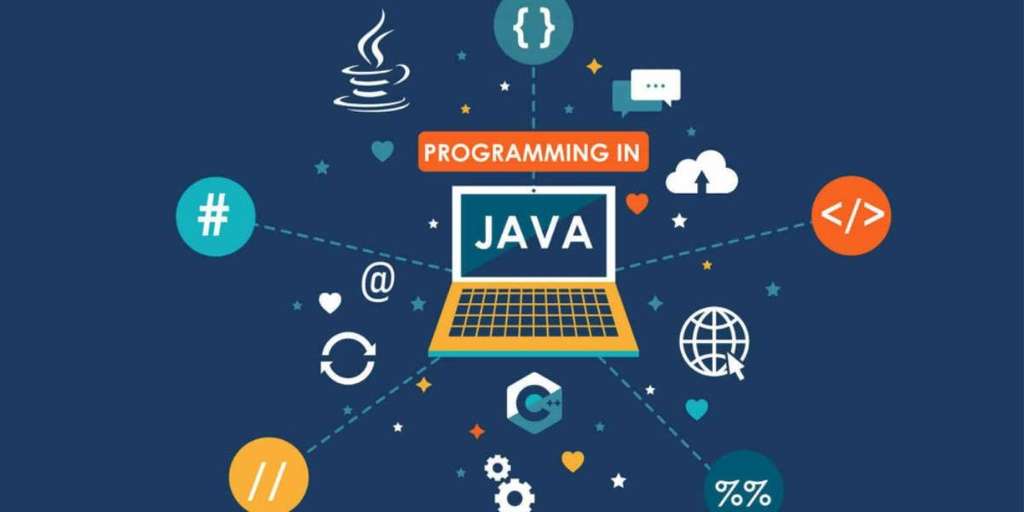 { }
...
PROGRAMMING IN
JAVA
#
</>
@
C++
//
%%